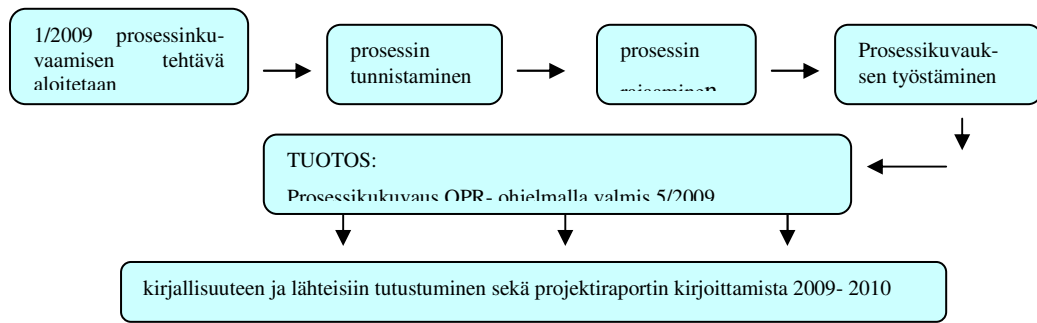 1/2009 prosessinku-
vaamisen tehtävä
aloitetaan
prosessin
tunnistaminen
prosessin
rajaaminen
Prosessikuvauk-
sen työstäminen
TUOTOS:
Prosessikukuvaus QPR- ohjelmalla valmis 5/2009
kirjallisuuteen ja lähteisiin tutustuminen sekä projektiraportin kirjoittamista 2009- 2010